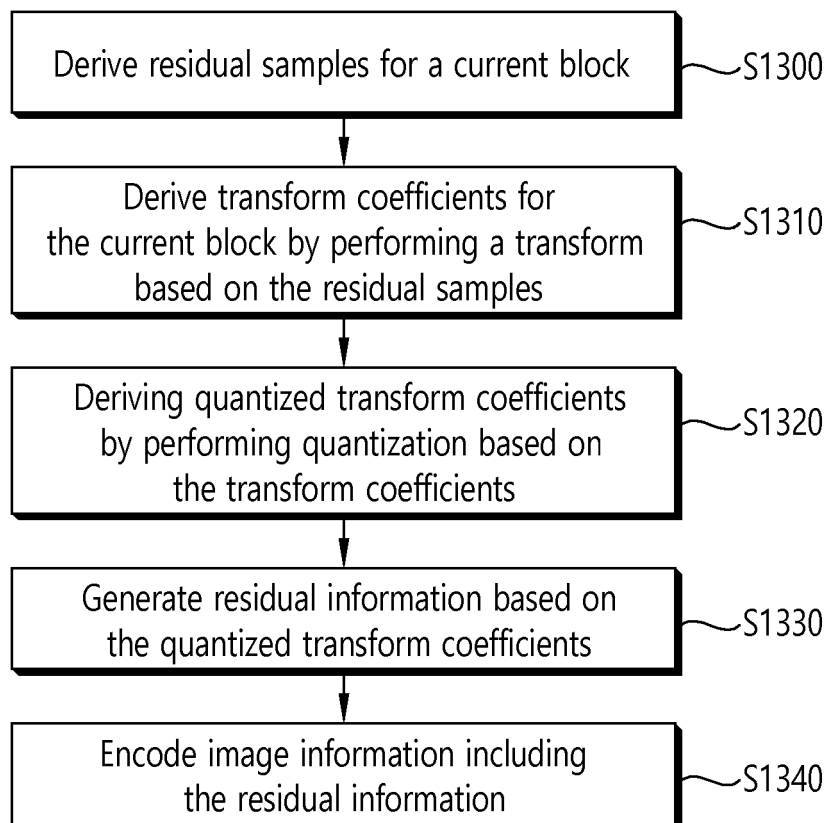 Derive residual samples for a current block
S1300
Derive transform coefficients for
the current block by performing a transform
based on the residual samples
S1310
Deriving quantized transform coefficients
by performing quantization based on
the transform coefficients
S1320
Generate residual information based on
the quantized transform coefficients
S1330
Encode image information including
the residual information
S1340